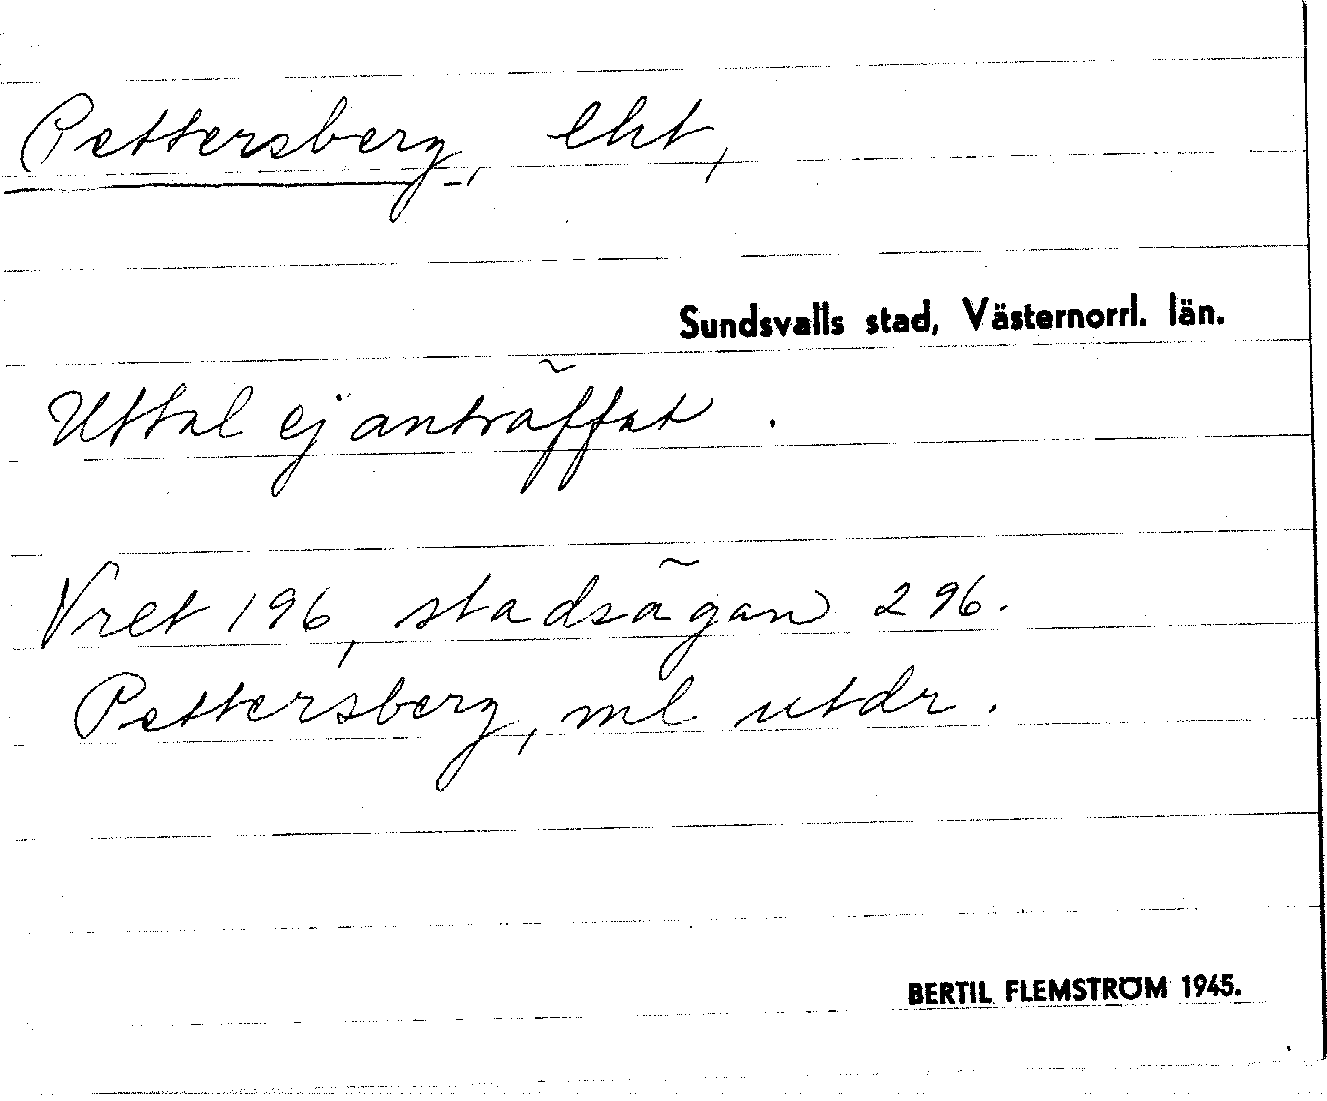 Pettersberg, lht,
Sundsvalls stad, Västernorrl. län.
Uttal ej anträffat.
Vret 196, stadsägan 296.
Pettersberg, ml utdr.
BERTIL FLEMSTRÖM 1945.